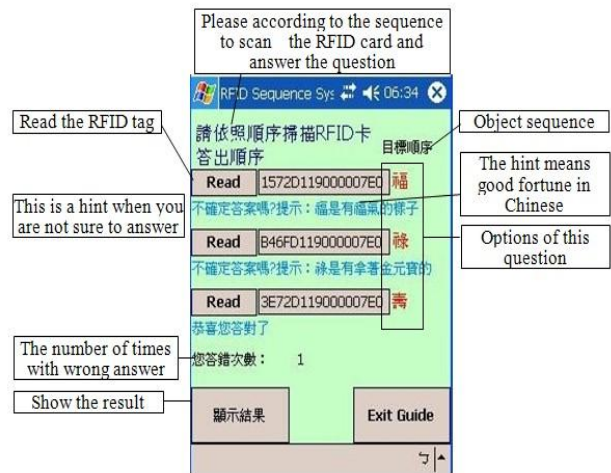 Please according to the sequence
to scan the RFID card and
answer the question
RFID Sequence Sys 06:34
請依照順序掃描RFID卡
答出順序
目標順序
Read the RFID tag
Object sequence
Read 1572D119000007E0 福
The hint means
good fortune in
Chinese
This is a hint when you
are not sure to answer
不確定答案嗎?提示：福是有福氣的樣子
Read B46FD119000007E0 祿
Options of this
question
不確定答案嗎?提示：祿是有拿著金元寶的
Read 3E72D119000007E0 壽
恭喜您答對了
The number of times
with wrong answer
您答錯次數： 1
Show the result
顯示結果
Exit Guide
ㄅ